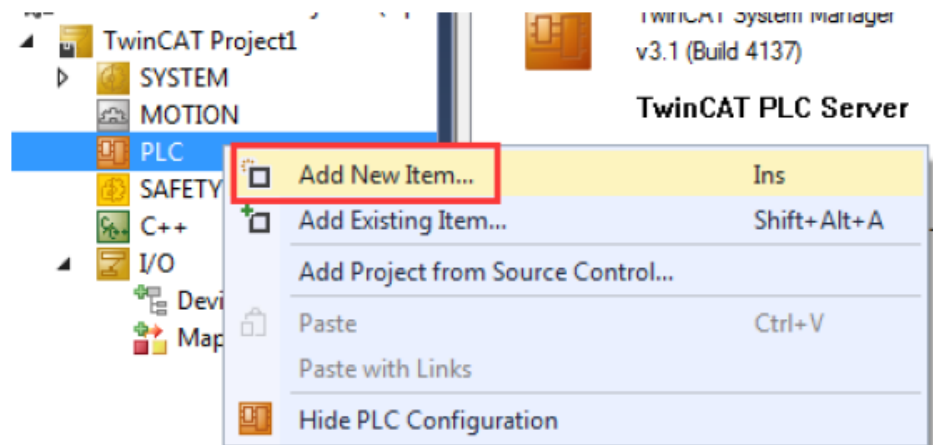 TwinCAT System Manager
TwinCAT Project1
v3.1 (Build 4137)
SYSTEM
MOTION
TwinCAT PLC Server
PLC
Add New Item... Ins
SAFETY
Add Existing Item... Shift+Alt+A
C++
Add Project from Source Control...
I/O
Devi
Paste Ctrl+V
Map
Paste with Links
Hide PLC Configuration